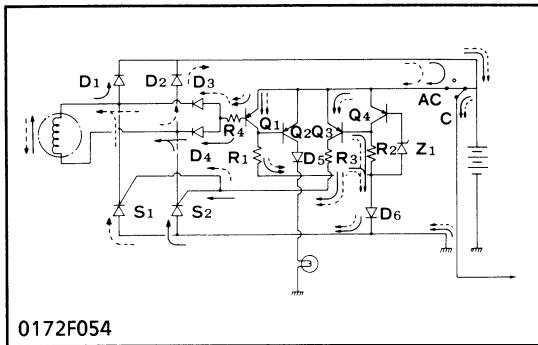 D1 D2 D3
Q4
AC
C
R4 Q1 Q2 Q3
D4 R1 D5 R3 R2 Z1
S1 S2
D6
0172F054